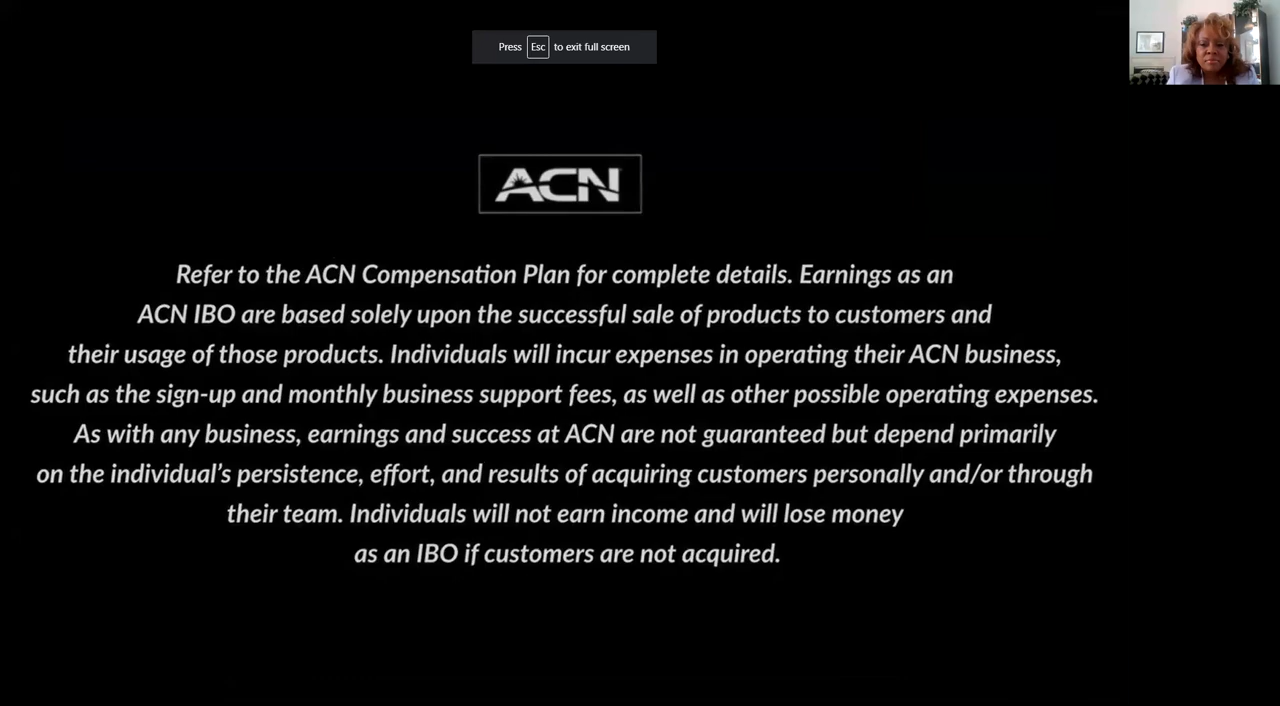 Press Esc to exit full screen
ACN
Refer to the ACN Compensation Plan for complete details. Earnings as an
ACN IBO are based solely upon the successful sale of products to customers and
their usage of those products. Individuals will incur expenses in operating their ACN business,
such as the sign-up and monthly business support fees, as well as other possible operating expenses.
As with any business, earnings and success at ACN are not guaranteed but depend primarily
on the individual’s persistence, effort, and results of acquiring customers personally and/or through
their team. Individuals will not earn income and will lose money
as an IBO if customers are not acquired.